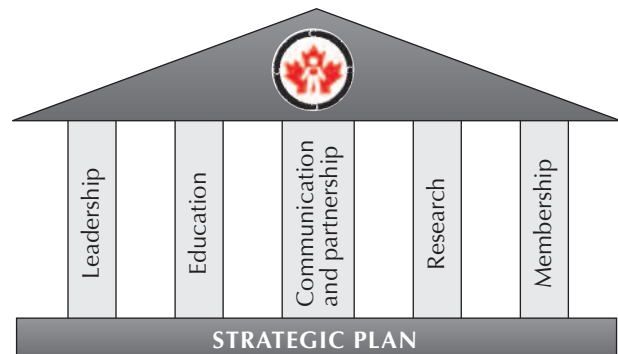 Leadership
Education
Communication
and partnership
Research
Membership
STRATEGIC PLAN